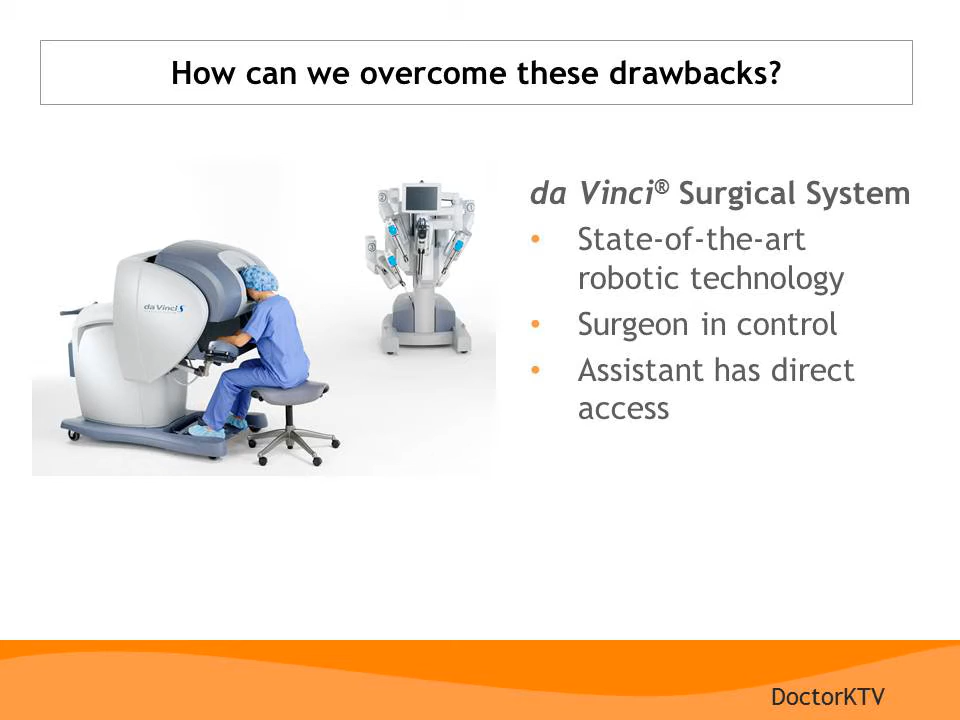 How can we overcome these drawbacks?
da Vinci® Surgical System
• State-of-the-art
robotic technology
• Surgeon in control
• Assistant has direct
access
da Vinci S
DoctorKTV